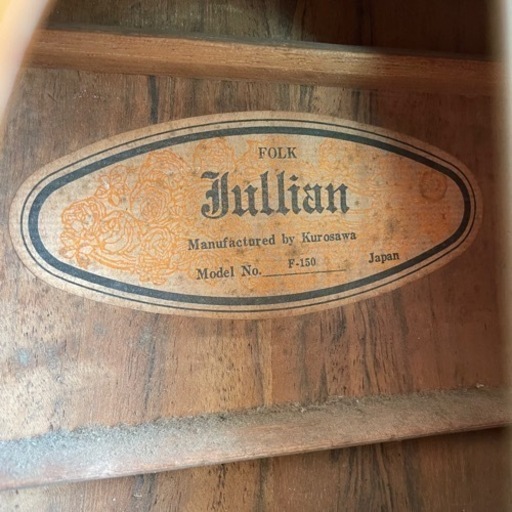 FOLK
Jullian
Manufactured by Kurosawa
Model No. F-150 Japan